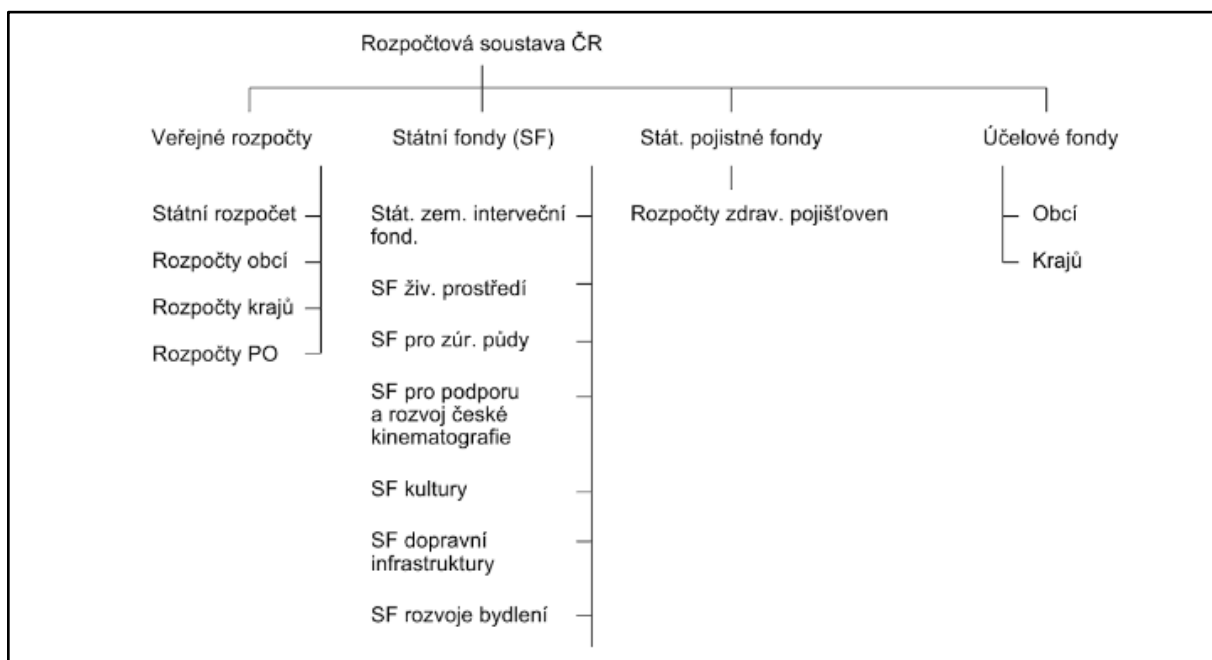 Rozpočtová soustava ČR
Veřejné rozpočty
Státní fondy (SF)
Stát. pojistné fondy
Účelové fondy
Státní rozpočet
Rozpočty obcí
Rozpočty krajů
Rozpočty PO
Stát. zem. interveční
fond.
SF živ. prostředí
SF pro zúr. půdy
SF pro podporu
a rozvoj české
kinematografie
SF kultury
SF dopravní
infrastruktury
SF rozvoje bydlení
Rozpočty zdrav. pojišťoven
Obcí
Krajů